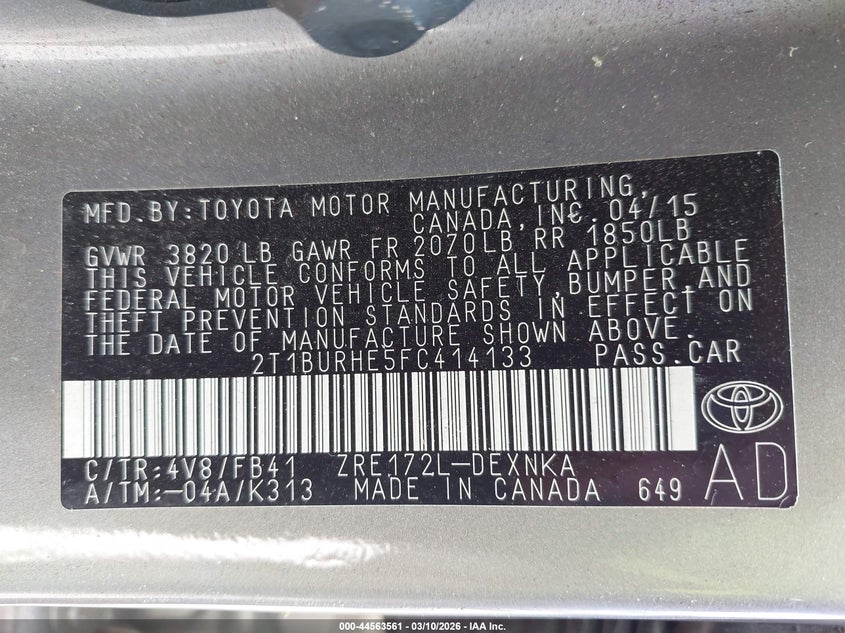 MFD. BY: TOYOTA MOTOR MANUFACTURING,
CANADA, INC. 04/15
GVWR 3820 LB GAWR FR 2070LB RR 1850LB
THIS VEHICLE CONFORMS TO ALL APPLICABLE
FEDERAL MOTOR VEHICLE SAFETY, BUMPER, AND
THEFT PREVENTION STANDARDS IN EFFECT ON
THE DATE OF MANUFACTURE SHOWN ABOVE.
2T1BURHE5FC414133 PASS. CAR
C/TR: 4V8/FB41 ZRE172L-DEXNKA
A/TM:-04A/K313 MADE IN CANADA 649 AD
000-44563561 — 03/10/2026 — IAA Inc.